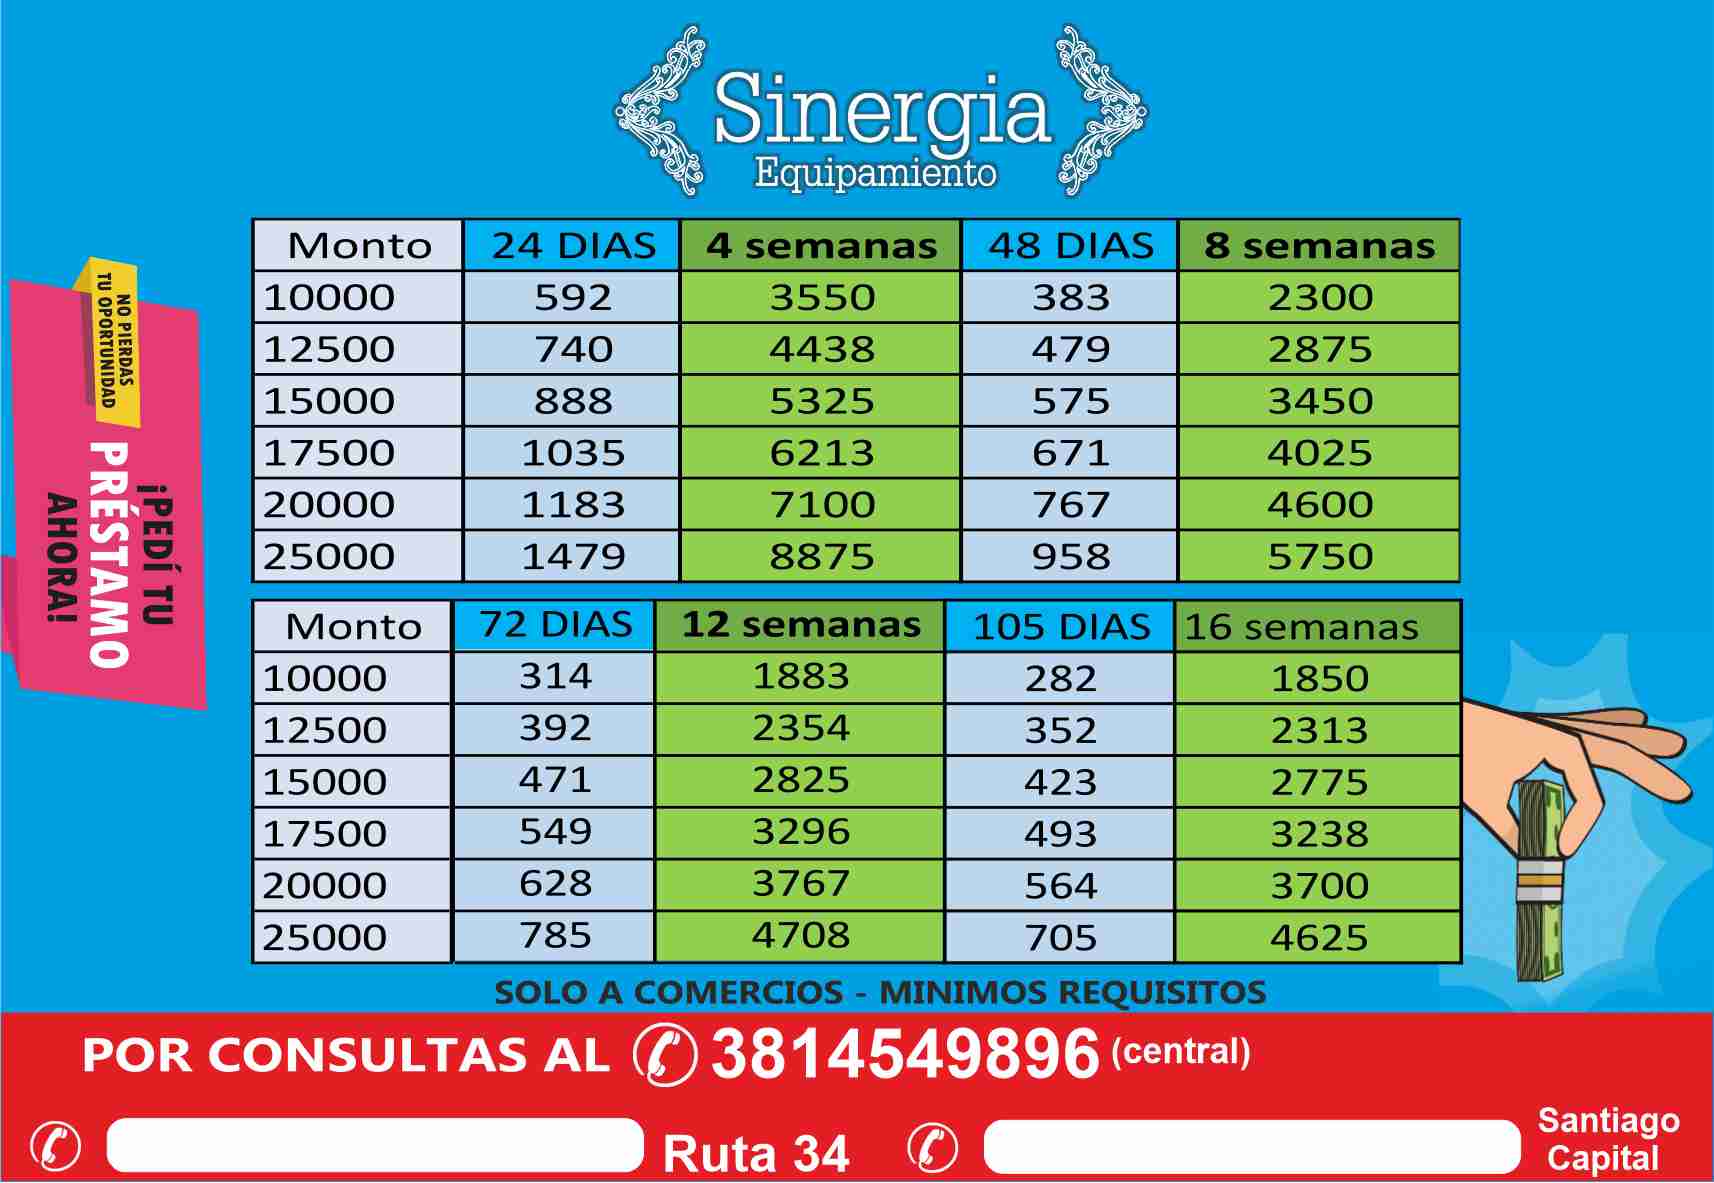 Sinergia
Equipamiento
NO PIERDAS
TU OPORTUNIDAD
¡PEDÍ TU
PRÉSTAMO
AHORA!
Monto 24 DIAS 4 semanas 48 DIAS 8 semanas
10000 592 3550 383 2300
12500 740 4438 479 2875
15000 888 5325 575 3450
17500 1035 6213 671 4025
20000 1183 7100 767 4600
25000 1479 8875 958 5750
Monto 72 DIAS 12 semanas 105 DIAS 16 semanas
10000 314 1883 282 1850
12500 392 2354 352 2313
15000 471 2825 423 2775
17500 549 3296 493 3238
20000 628 3767 564 3700
25000 785 4708 705 4625
SOLO A COMERCIOS - MINIMOS REQUISITOS
POR CONSULTAS AL 3814549896 (central)
Ruta 34
Santiago
Capital